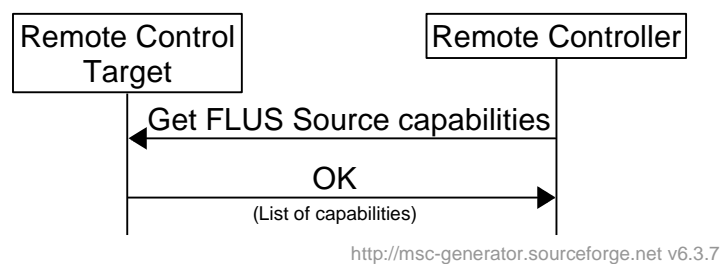 Remote Control
Target
Remote Controller
Get FLUS Source capabilities
OK
(List of capabilities)
http://msc-generator.sourceforge.net v6.3.7